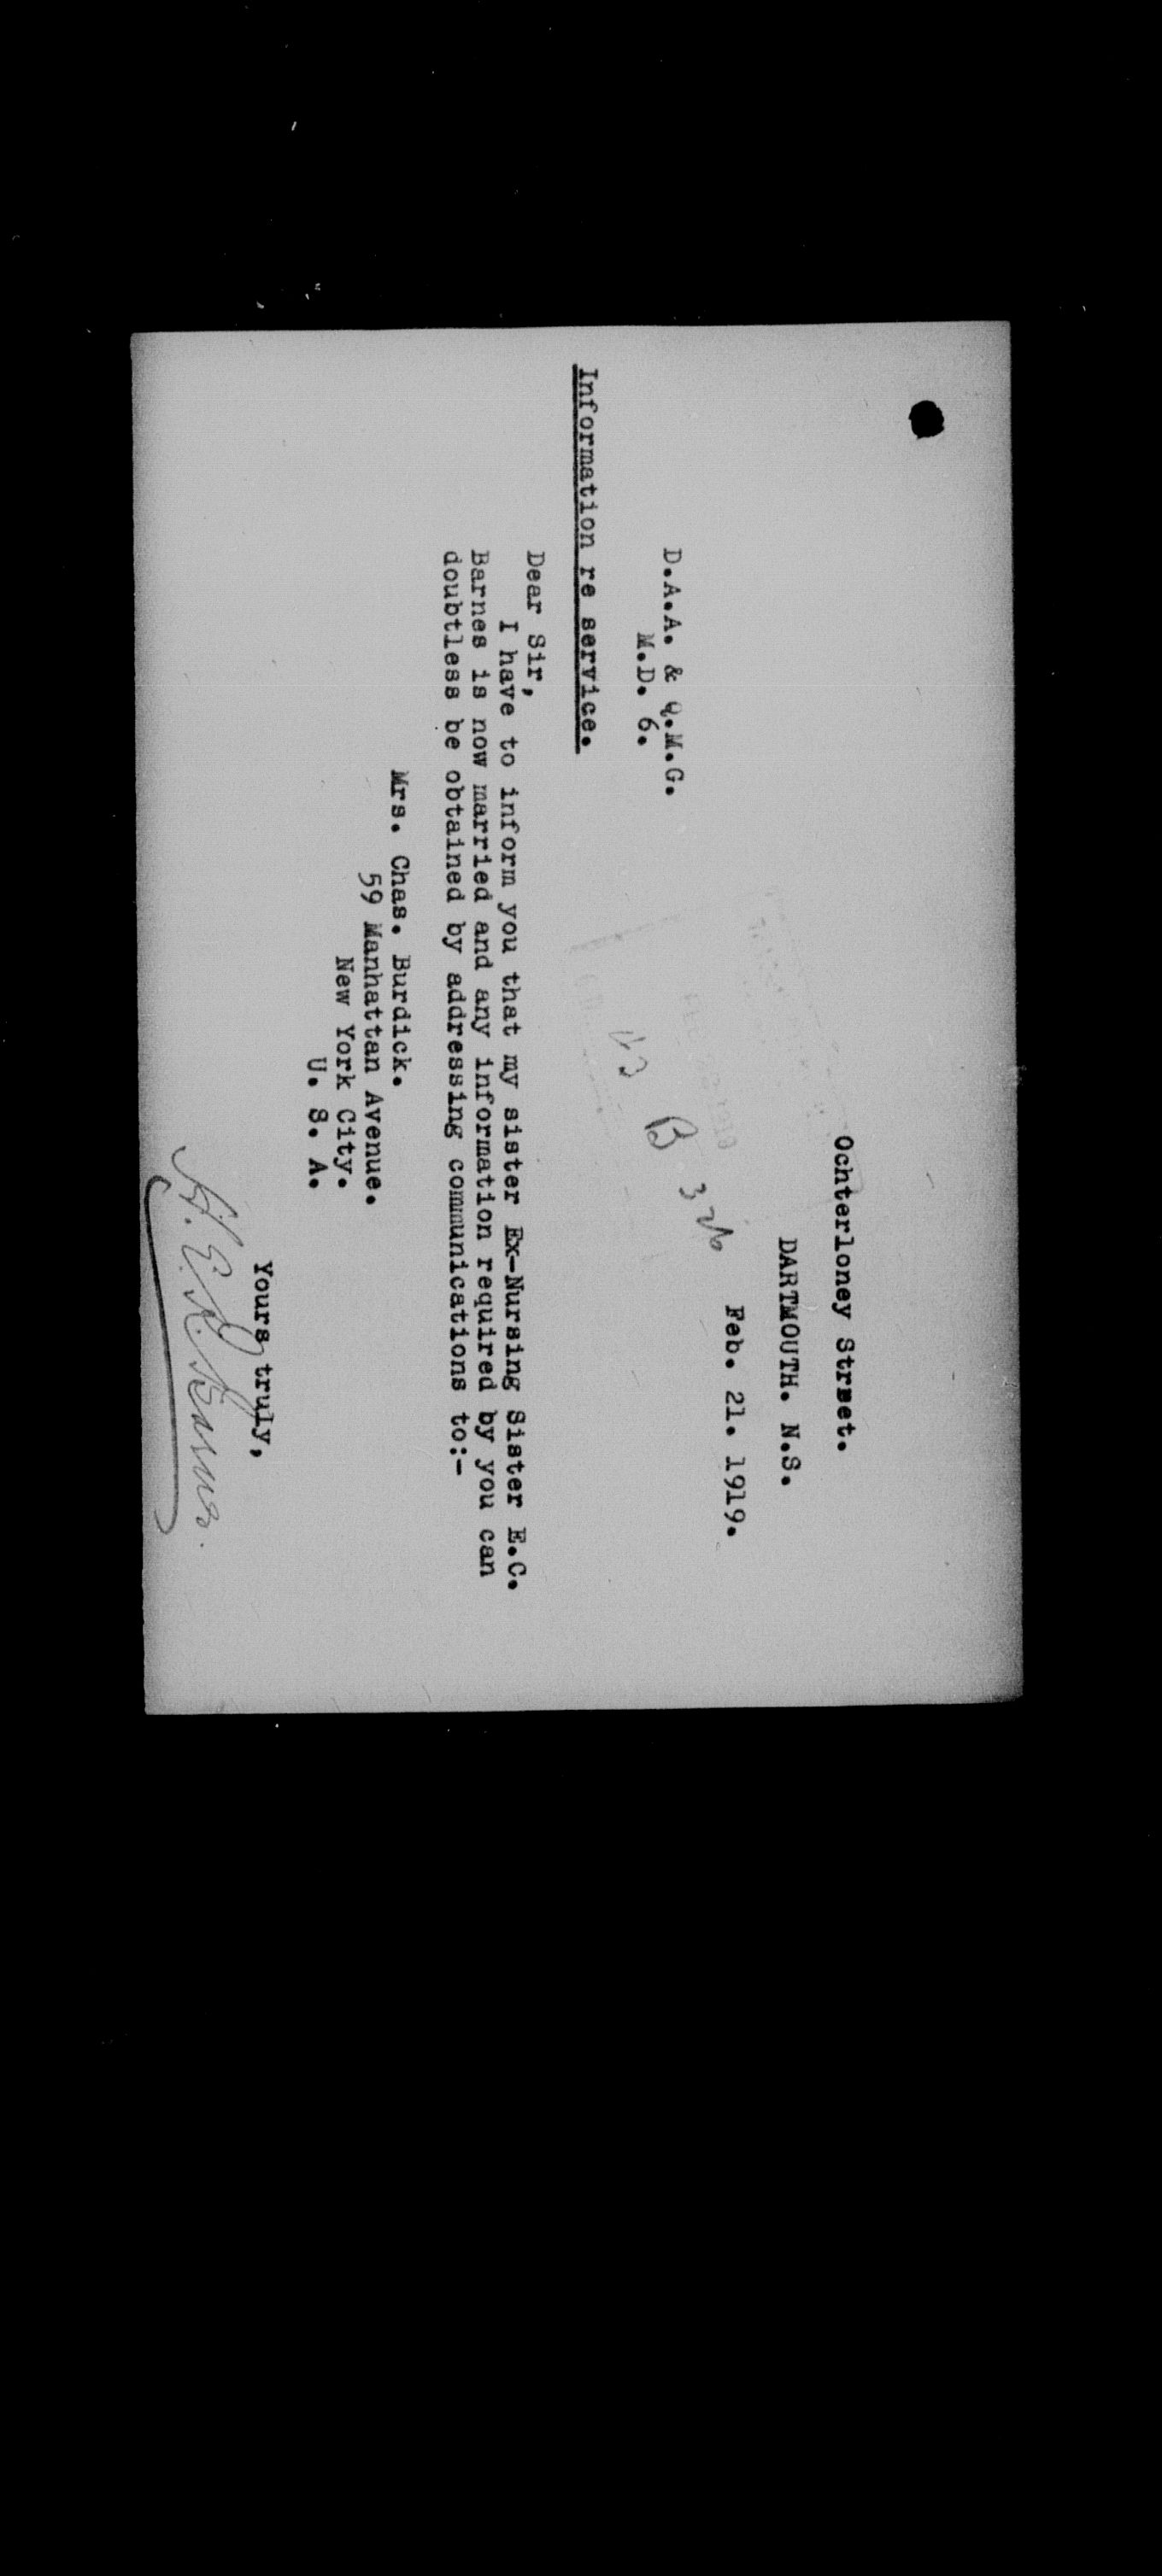 Ochterloney Street.
DARTMOUTH. N.S.
Feb. 21. 1919.
B 326
D.A.A. & Q.M.G.
M.D. 6.
Information re service.
Dear Sir,
I have to inform you that my sister Ex-Nursing Sister E.C.
Barnes is now married and any information required by you can
doubtless be obtained by addressing communications to:-
Mrs. Chas. Burdick.
59 Manhattan Avenue.
New York City.
U. S. A.
Yours truly,
H. E. R. Barnes.